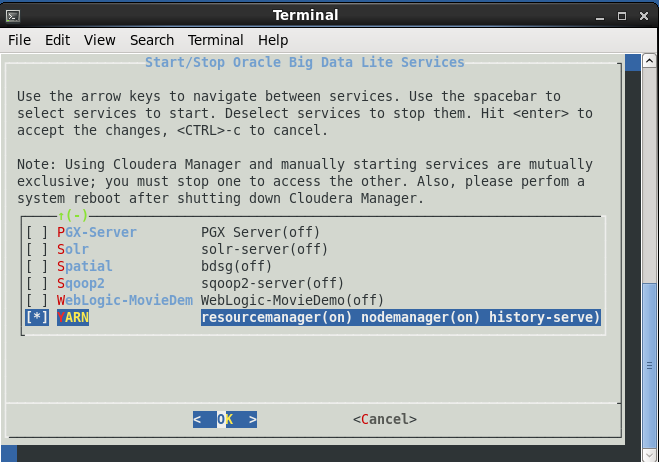 Terminal
File Edit View Search Terminal Help
Start/Stop Oracle Big Data Lite Services
Use the arrow keys to navigate between services. Use the spacebar to
select services to start. Deselect services to stop them. Hit <enter> to
accept the changes, <CTRL>-c to cancel.
Note: Using Cloudera Manager and manually starting services are mutually
exclusive; you must stop one to access the other. Also, please perfom a
system reboot after shutting down Cloudera Manager.
↑(-)
[ ] PGX-Server PGX Server(off)
[ ] Solr solr-server(off)
[ ] Spatial bdsg(off)
[ ] Sqoop2 sqoop2-server(off)
[ ] WebLogic-MovieDem WebLogic-MovieDemo(off)
[*] YARN resourcemanager(on) nodemanager(on) history-serve)
< OK > <Cancel>